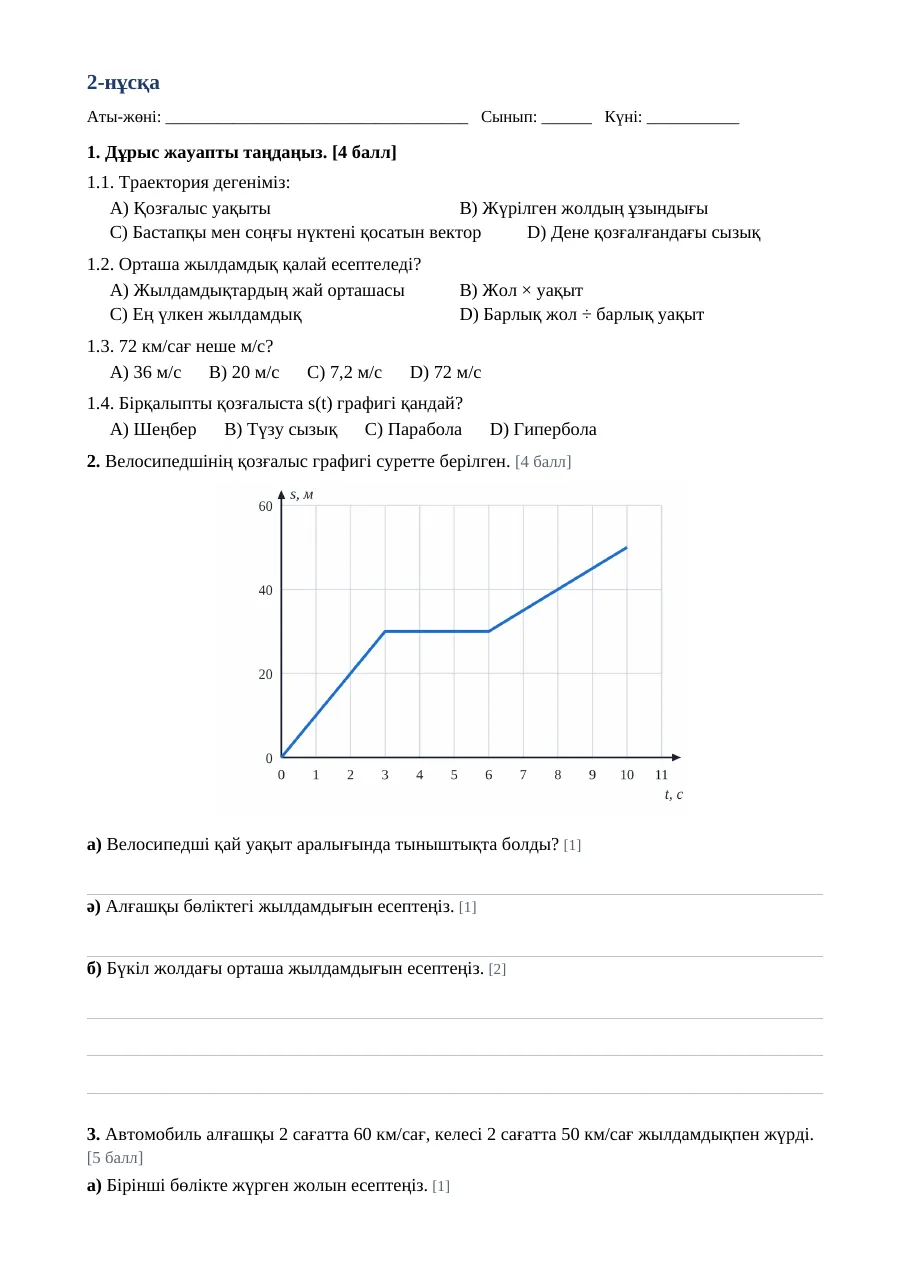 2-нұсқа
Аты-жөні: ____________________________________ Сынып: ______ Күні: ___________
1. Дұрыс жауапты таңдаңыз. [4 балл]
1.1. Траектория дегеніміз:
A) Қозғалыс уақыты B) Жүрілген жолдың ұзындығы
C) Бастапқы мен соңғы нүктені қосатын вектор D) Дене қозғалғандағы сызық
1.2. Орташа жылдамдық қалай есептеледі?
A) Жылдамдықтардың жай орташасы B) Жол × уақыт
C) Ең үлкен жылдамдық D) Барлық жол ÷ барлық уақыт
1.3. 72 км/сағ неше м/с?
A) 36 м/с B) 20 м/с C) 7,2 м/с D) 72 м/с
1.4. Бірқалыпты қозғалыста s(t) графигі қандай?
A) Шеңбер B) Түзу сызық C) Парабола D) Гипербола
2. Велосипедшінің қозғалыс графигі суретте берілген. [4 балл]
s, м
60
40
20
0
0 1 2 3 4 5 6 7 8 9 10 11
t, с
а) Велосипедші қай уақыт аралығында тыныштықта болды? [1]
ә) Алғашқы бөліктегі жылдамдығын есептеңіз. [1]
б) Бүкіл жолдағы орташа жылдамдығын есептеңіз. [2]
3. Автомобиль алғашқы 2 сағатта 60 км/сағ, келесі 2 сағатта 50 км/сағ жылдамдықпен жүрді.
[5 балл]
а) Бірінші бөлікте жүрген жолын есептеңіз. [1]